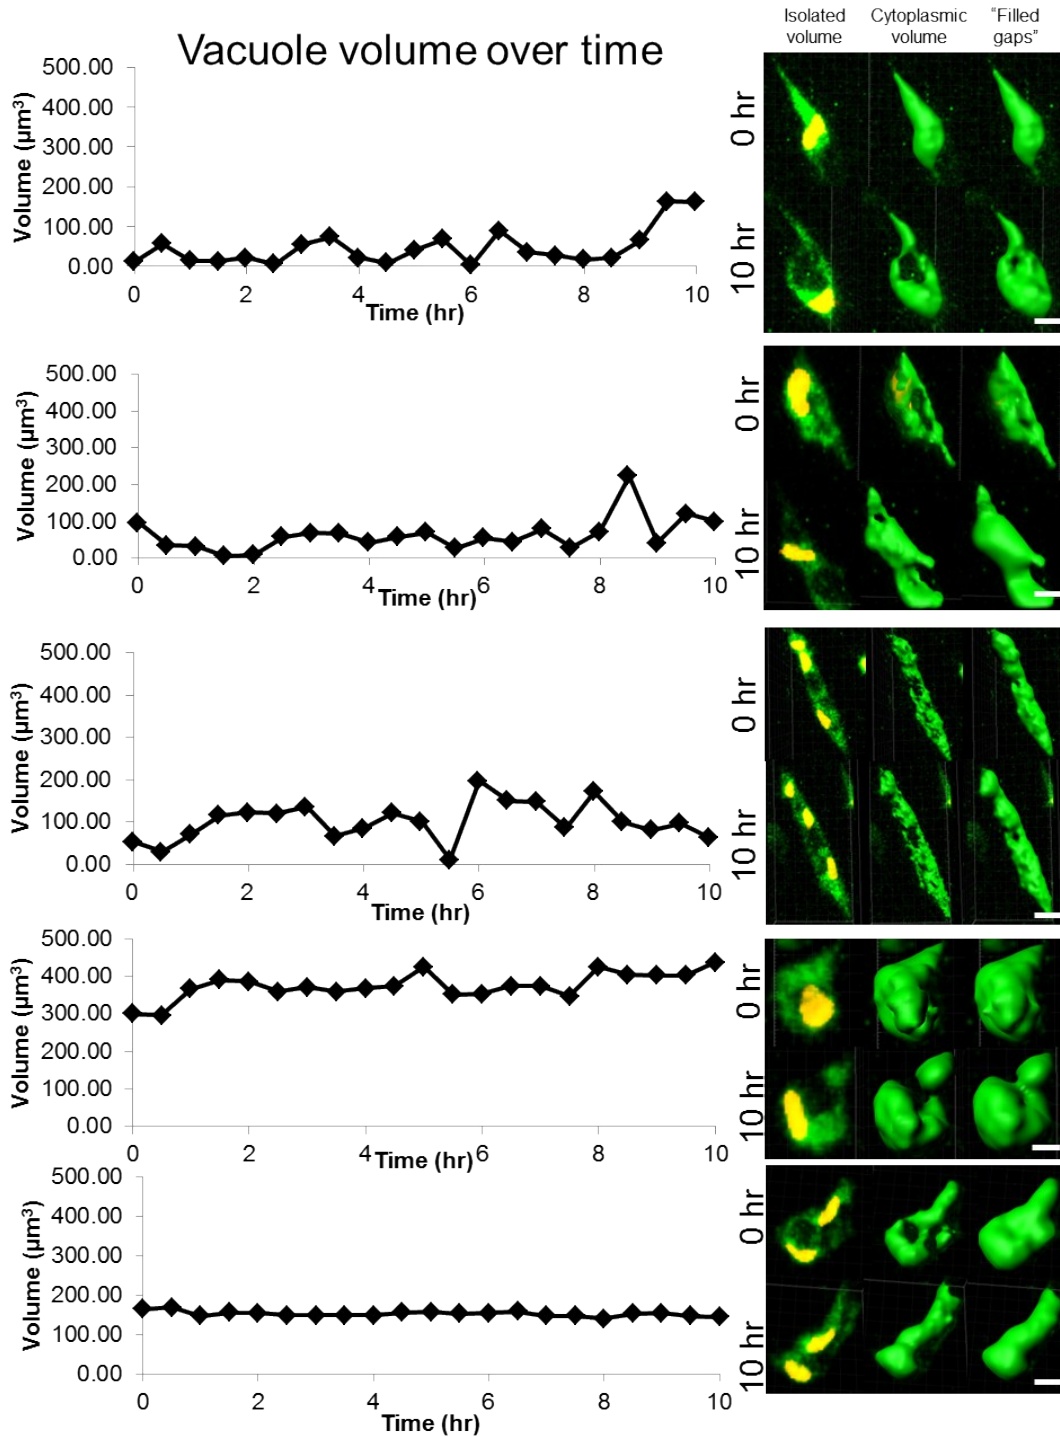 Vacuole volume over time
Isolated volume
Cytoplasmic volume
“Filled gaps”
500.00
400.00
300.00
200.00
100.00
0.00
Volume (µm³)
0 2 4 6 8 10
Time (hr)
0 hr
10 hr
500.00
400.00
300.00
200.00
100.00
0.00
Volume (µm³)
0 2 4 6 8 10
Time (hr)
0 hr
10 hr
500.00
400.00
300.00
200.00
100.00
0.00
Volume (µm³)
0 2 4 6 8 10
Time (hr)
0 hr
10 hr
500.00
400.00
300.00
200.00
100.00
0.00
Volume (µm³)
0 2 4 6 8 10
Time (hr)
0 hr
10 hr
500.00
400.00
300.00
200.00
100.00
0.00
Volume (µm³)
0 2 4 6 8 10
Time (hr)
0 hr
10 hr